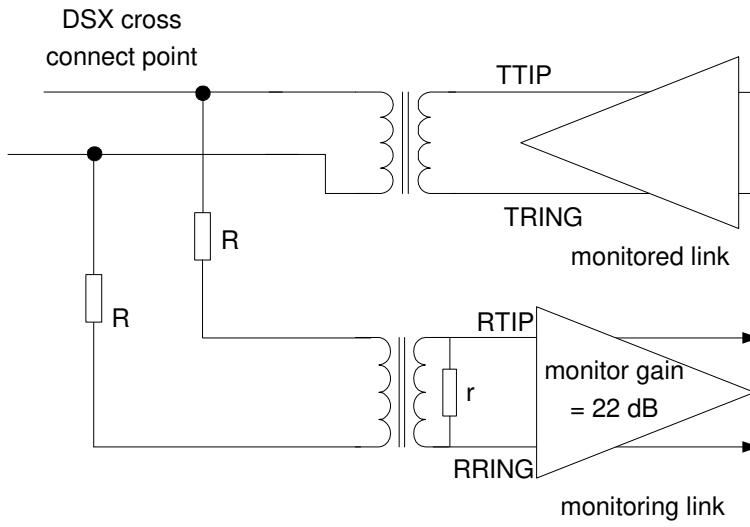 DSX cross
connect point
TTIP
TRING
monitored link
R
R
RTIP
monitor gain
= 22 dB
r
RRING
monitoring link